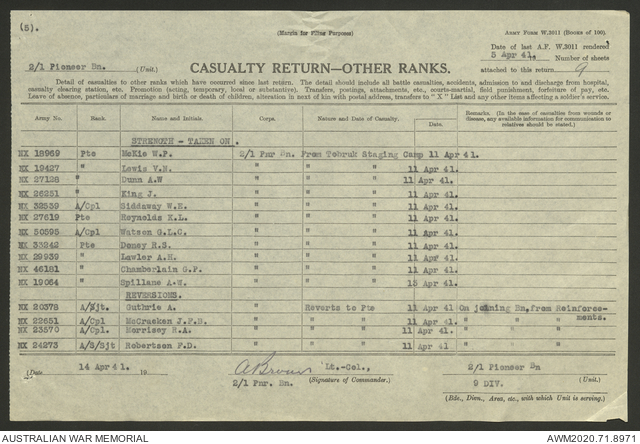 (5).
(Margin for Filing Purposes)
ARMY FORM W.3011 (BOOKS OF 100).
Date of last A.F. W.3011 rendered
5 Apr 41. Number of sheets
2/1 Pioneer Bn. (Unit.) CASUALTY RETURN—OTHER RANKS. attached to this return 9
Detail of casualties to other ranks which have occurred since last return. The detail should include all battle casualties, accidents, admission to and discharge from hospital,
casualty clearing station, etc. Promotion (acting, temporary, local or substantive). Transfers, postings, attachments, etc., courts-martial, field punishment, forfeiture of pay, etc.
Leave of absence, particulars of marriage and birth or death of children, alteration in next of kin with postal address, transfers to "X" List and any other items affecting a soldier's service.
Army No. Rank. Name and Initials. Corps. Nature and Date of Casualty. Date. Remarks. (In the case of casualties from wounds or disease, any available information for communication to relatives should be stated.)
STRENGTH - TAKEN ON.
NX 18969 Pte McKie W.P. 2/1 Pnr Bn. From Tobruk Staging Camp 11 Apr 41.
NX 19427 " Lewis V.N. " " " 11 Apr 41.
NX 27128 " Dunn A.W " " " 11 Apr 41.
NX 26251 " King J. " " " 11 Apr 41.
NX 32539 A/Cpl Siddaway W.E. " " " 11 Apr 41.
NX 27619 Pte Reynolds K.L. " " " 11 Apr 41.
NX 50595 A/Cpl Watson G.L.C. " " " 11 Apr 41.
NX 33242 Pte Doney R.S. " " " 11 Apr 41.
NX 29939 " Lawler A.H. " " " 11 Apr 41.
NX 46181 " Chamberlain G.P. " " " 11 Apr 41.
NX 19064 " Spillane A.W. " " " 15 Apr 41.
REVERSIONS.
NX 20378 A/Sjt. Guthrie A. " Reverts to Pte 11 Apr 41 On joining Bn, from Reinforce-
ments.
NX 22651 A/Cpl McCracken J.F.S. " " " 11 Apr 41. " " "
NX 23570 A/Cpl. Morrisey R.A. " " " 11 Apr 41. " " "
NX 24273 A/S/Sjt Robertson F.D. " " " 11 Apr 41 " " "
Date 14 Apr 41. 19 A Brown Lt.-Col., 2/1 Pioneer Bn
2/1 Pnr. Bn. (Signature of Commander.) (Unit.)
9 DIV.
(Bde., Divn., Area, etc., with which Unit is serving.)
AUSTRALIAN WAR MEMORIAL AWM2020.71.8971